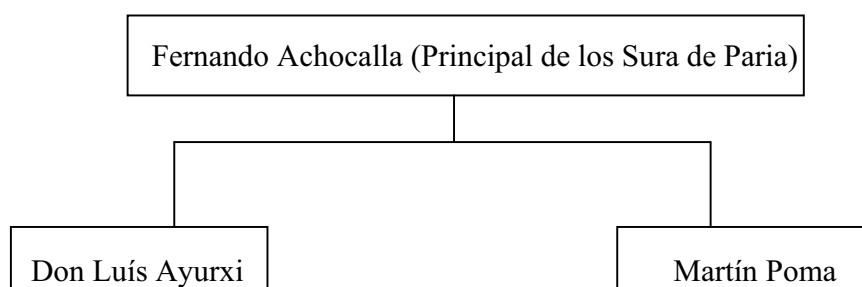 Fernando Achocalla (Principal de los Sura de Paria)
Don Luís Ayurxi
Martín Poma